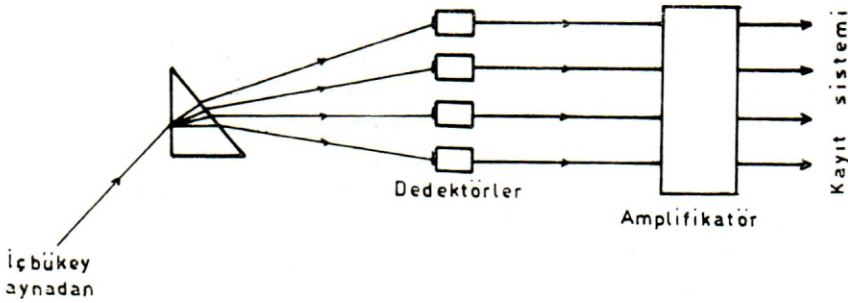 Kayıt sistemi
Dedektörler
Amplifikatör
İçbükey
aynadan